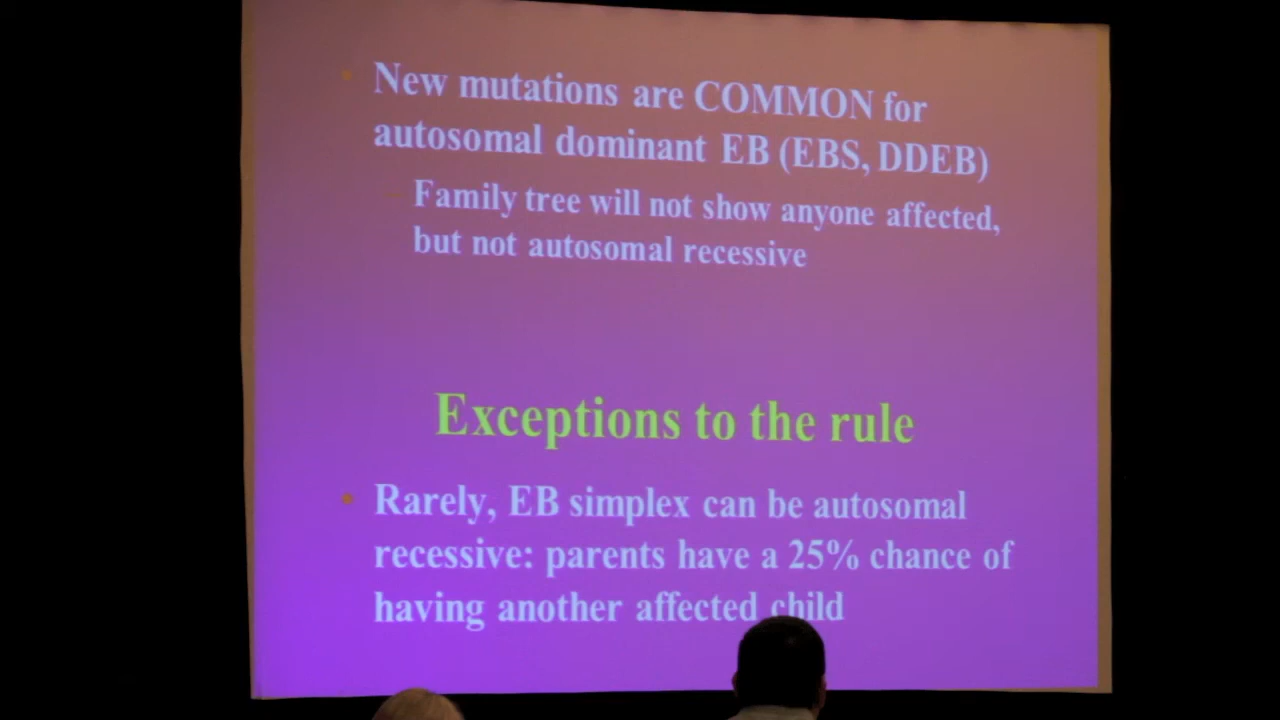 New mutations are COMMON for
autosomal dominant EB (EBS, DDEB)
Family tree will not show anyone affected,
but not autosomal recessive
Exceptions to the rule
Rarely, EB simplex can be autosomal
recessive: parents have a 25% chance of
having another affected child